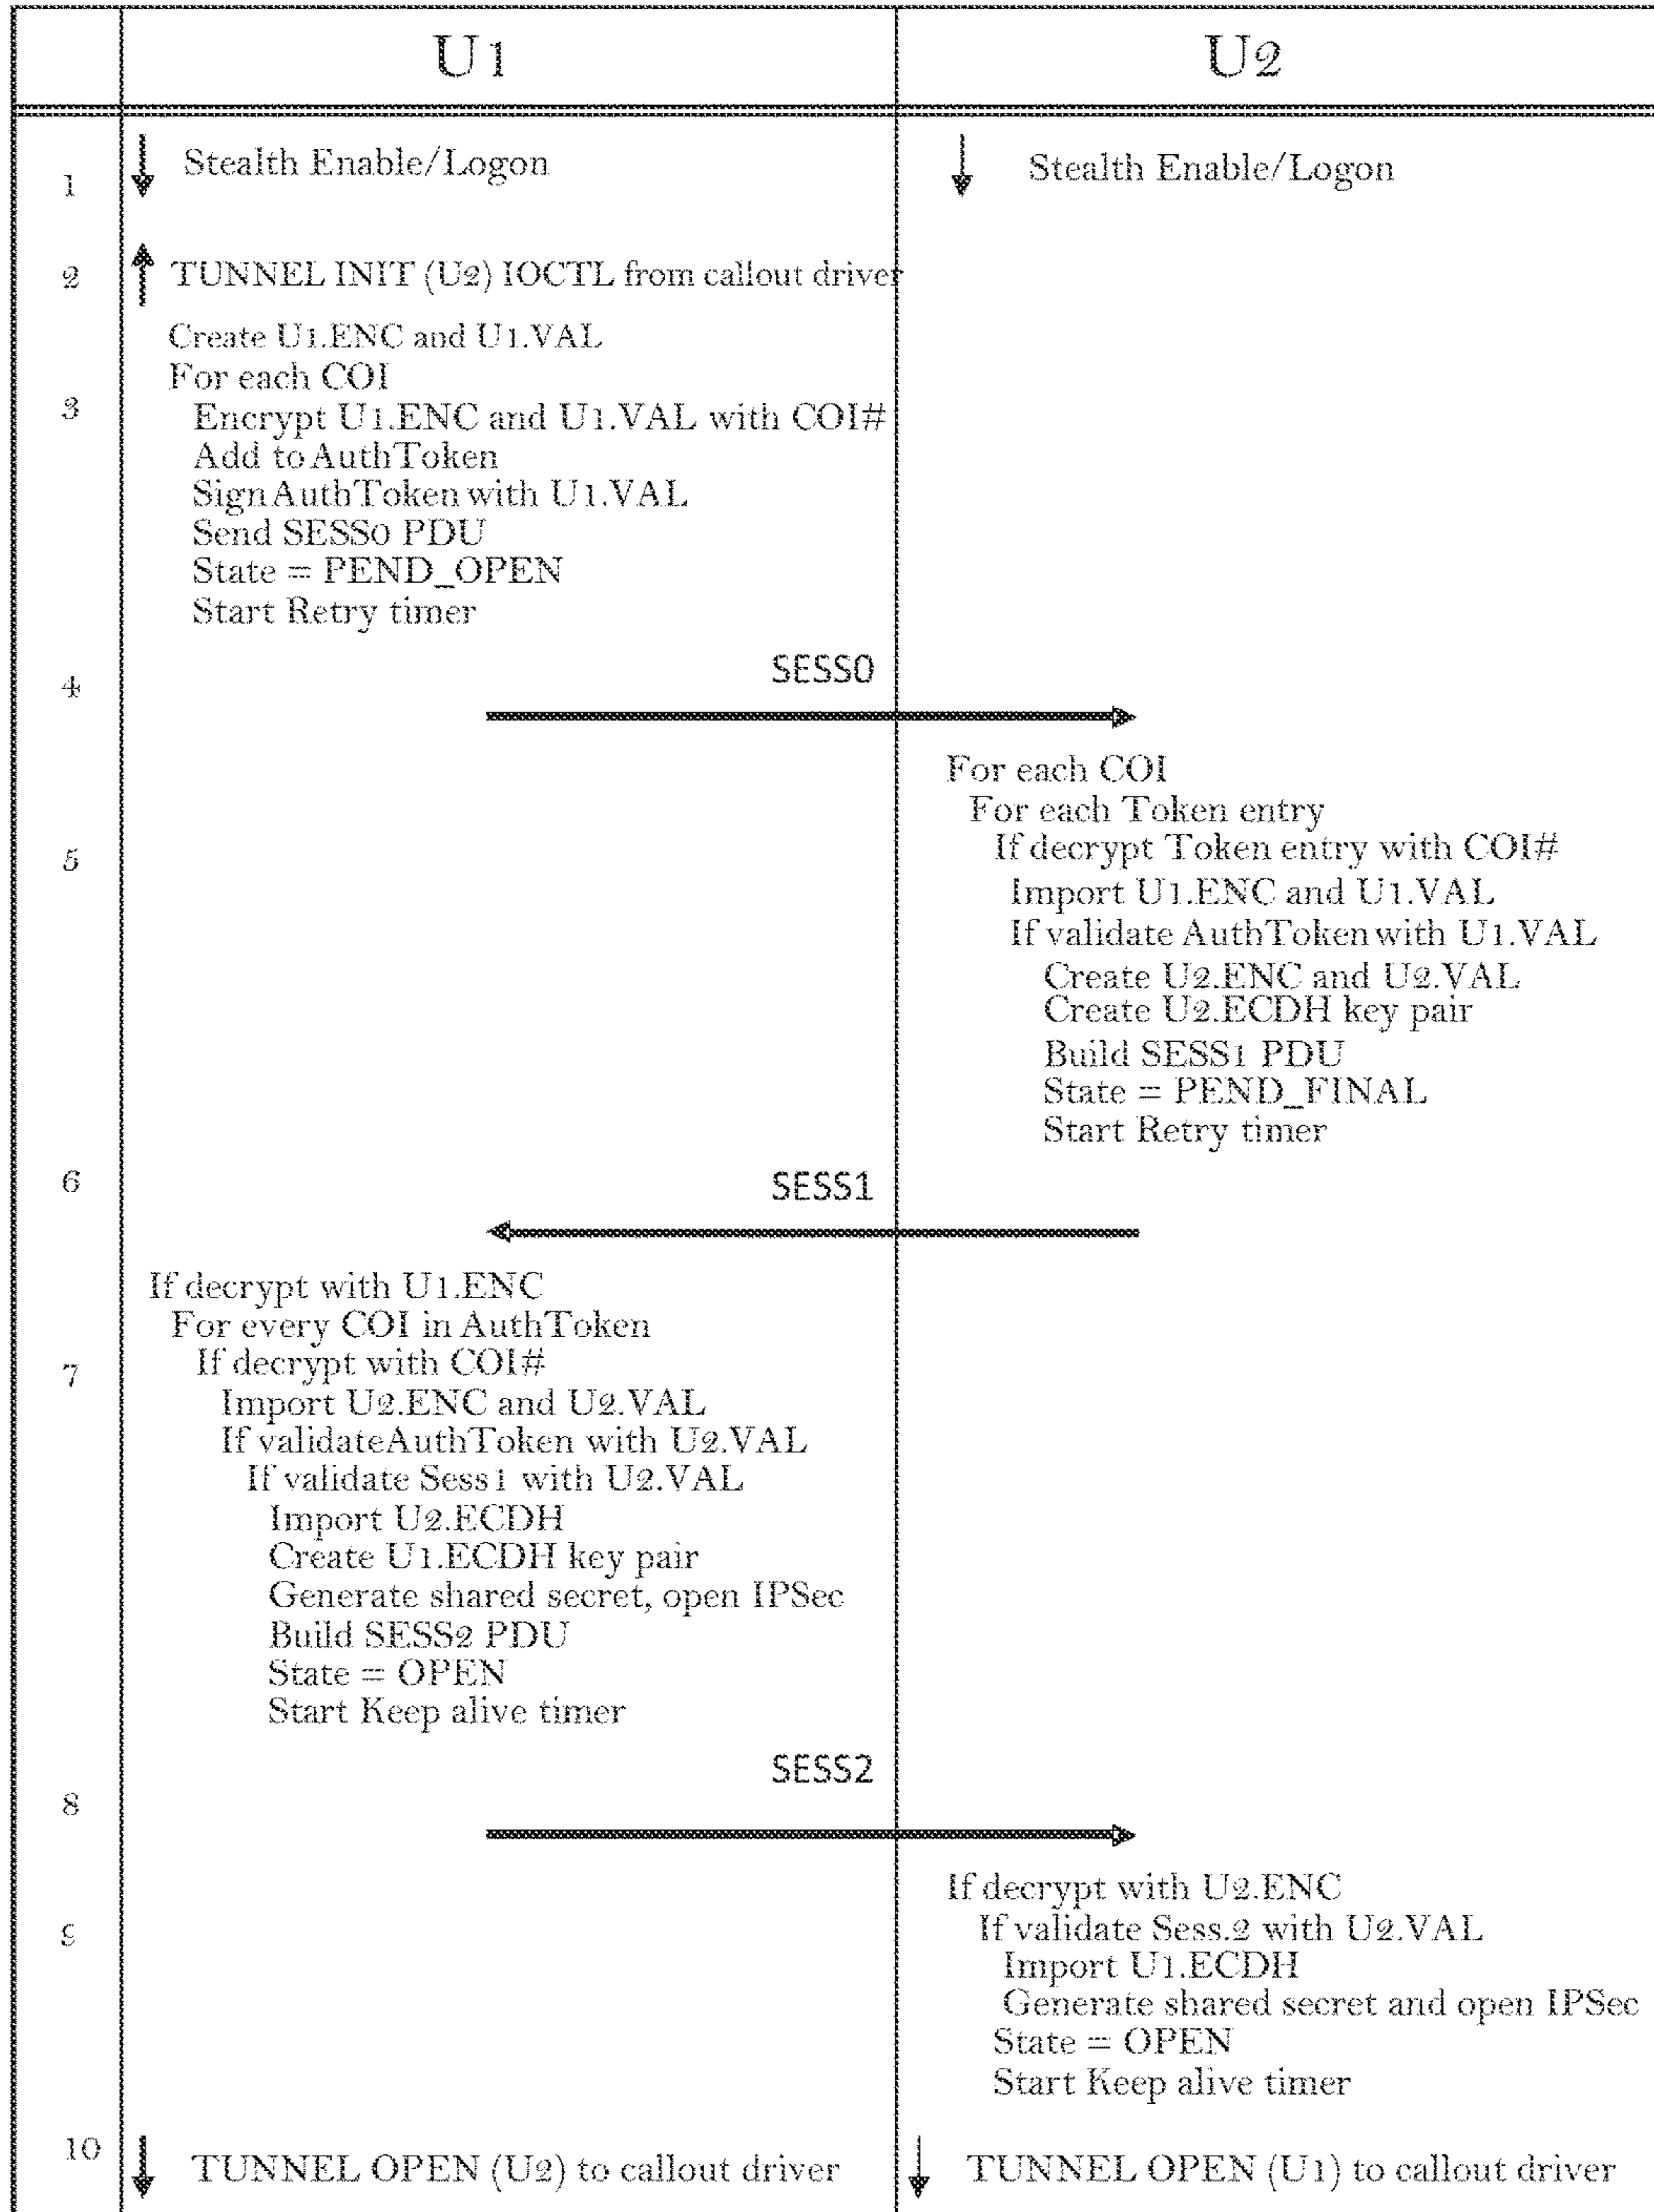 U1
U2
1
Stealth Enable/Logon
Stealth Enable/Logon
2
TUNNEL INIT (U2) IOCTL from callout driver
3
Create U1.ENC and U1.VAL
For each COI
Encrypt U1.ENC and U1.VAL with COI#
Add to AuthToken
Sign AuthToken with U1.VAL
Send SESS0 PDU
State = PEND_OPEN
Start Retry timer
4
SESS0
5
For each COI
For each Token entry
If decrypt Token entry with COI#
Import U1.ENC and U1.VAL
If validate AuthToken with U1.VAL
Create U2.ENC and U2.VAL
Create U2.ECDH key pair
Build SESS1 PDU
State = PEND_FINAL
Start Retry timer
6
SESS1
7
If decrypt with U1.ENC
For every COI in AuthToken
If decrypt with COI#
Import U2.ENC and U2.VAL
If validateAuthToken with U2.VAL
If validate Sess1 with U2.VAL
Import U2.ECDH
Create U1.ECDH key pair
Generate shared secret, open IPSec
Build SESS2 PDU
State = OPEN
Start Keep alive timer
8
SESS2
9
If decrypt with U2.ENC
If validate Sess.2 with U2.VAL
Import U1.ECDH
Generate shared secret and open IPSec
State = OPEN
Start Keep alive timer
10
TUNNEL OPEN (U2) to callout driver
TUNNEL OPEN (U1) to callout driver